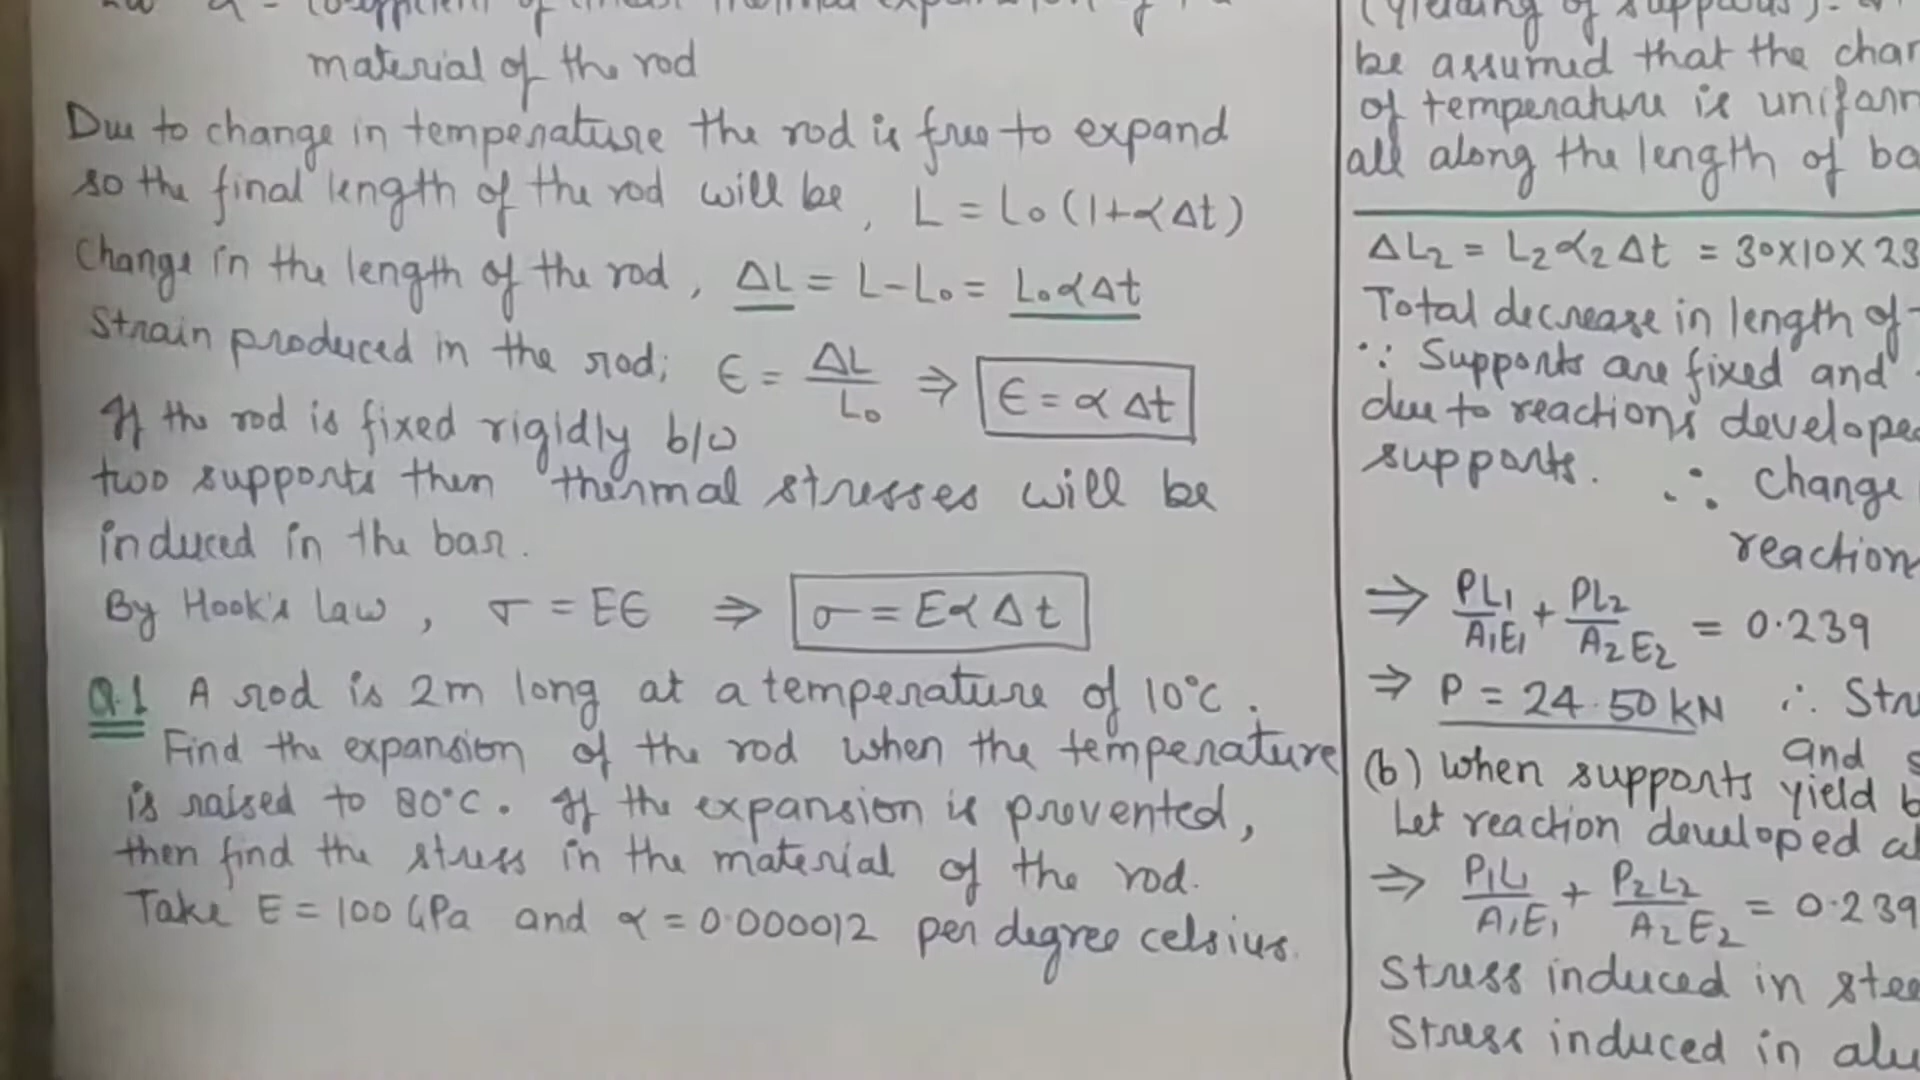 material of the rod
Due to change in temperature the rod is free to expand
so the final length of the rod will be, L = L₀(1+αΔt)
Change in the length of the rod, ΔL = L-L₀ = L₀αΔt
Strain produced in the rod; ϵ = ΔL/L₀ ⇒ ϵ = αΔt
If the rod is fixed rigidly b/w
two supports then thermal stresses will be
induced in the bar.
By Hook's Law, σ = Eϵ ⇒ σ = EαΔt
Q.1 A rod is 2m long at a temperature of 10°C.
Find the expansion of the rod when the temperature
is raised to 80°C. If the expansion is prevented,
then find the stress in the material of the rod.
Take E = 100 GPa and α = 0.000012 per degree celsius.
(yielding of supports).
be assumed that the
of temperature is
all along the length of
ΔL₂ = L₂α₂Δt = 30×10×23
Total decrease in length of
∵ Supports are fixed and
due to reactions
supports. ∴ Change
⇒ PL₁/A₁E₁ + PL₂/A₂E₂ = 0.239
⇒ P = 24.50 kN ∴
and
(b) When supports yield
Let reaction developed
⇒ P₁L₁/A₁E₁ + P₂L₂/A₂E₂ = 0.239
Stress induced in
Stress induced in